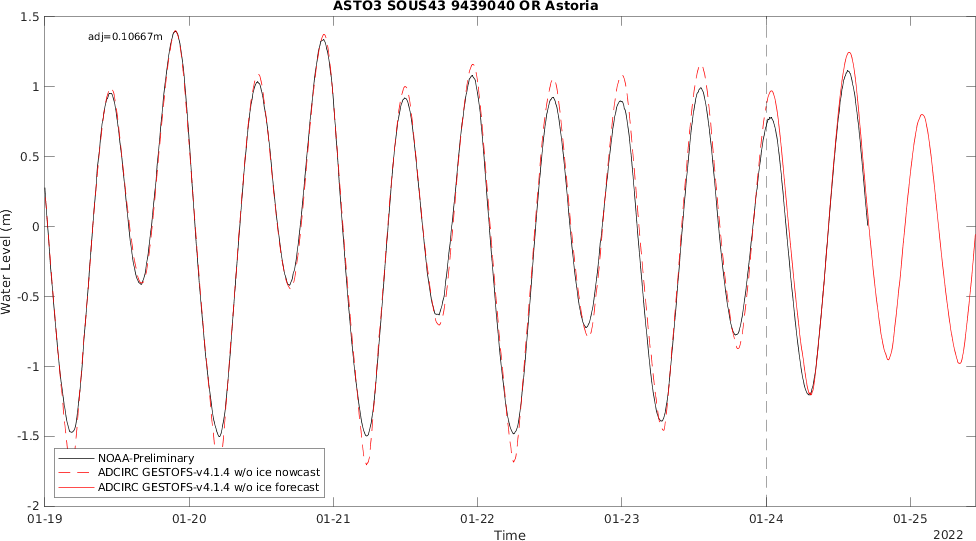 ASTO3 SOUS43 9439040 OR Astoria
adj=0.10667m
Water Level (m)
1.5
1
0.5
0
-0.5
-1
-1.5
-2
NOAA-Preliminary
ADCIRC GESTOFS-v4.1.4 w/o ice nowcast
ADCIRC GESTOFS-v4.1.4 w/o ice forecast
01-19 01-20 01-21 01-22 01-23 01-24 01-25
Time
2022